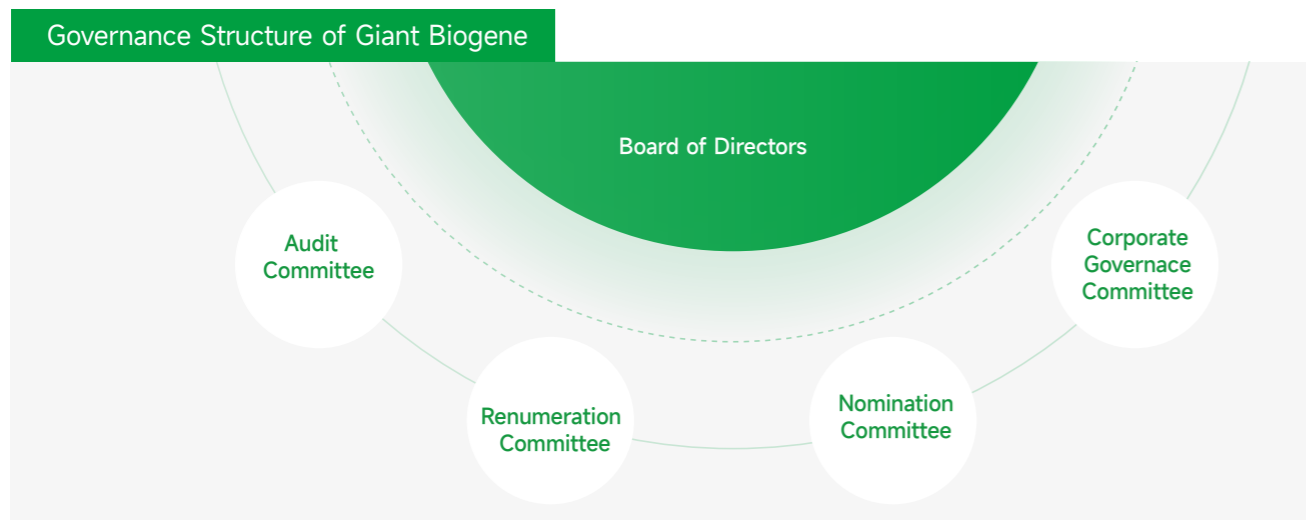 Governance Structure of Giant Biogene
Board of Directors
Audit
Committee
Renumeration
Committee
Nomination
Committee
Corporate
Governace
Committee